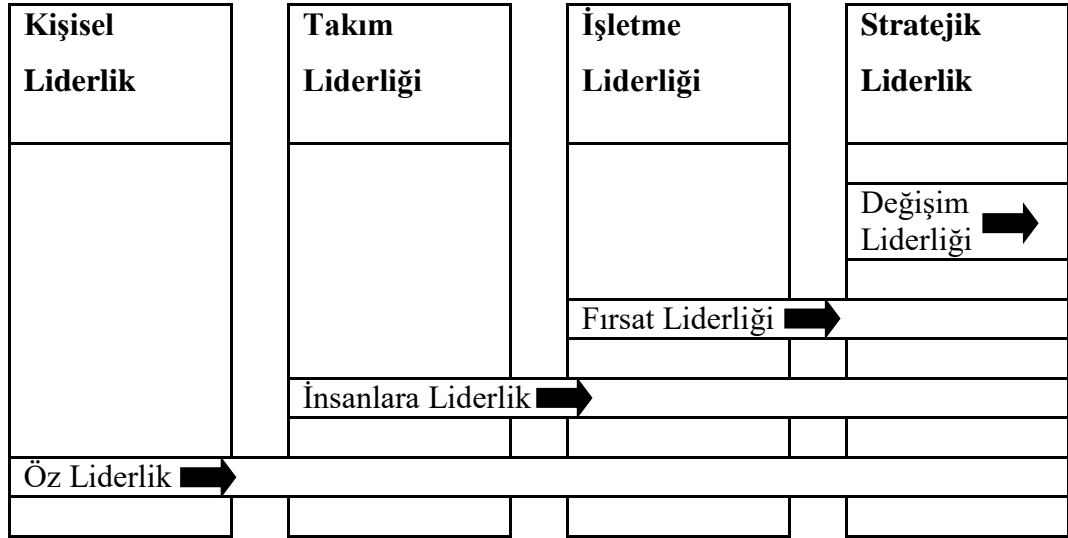 Kişisel
Liderlik
Takım
Liderliği
İşletme
Liderliği
Stratejik
Liderlik
Değişim
Liderliği
Fırsat Liderliği
İnsanlara Liderlik
Öz Liderlik